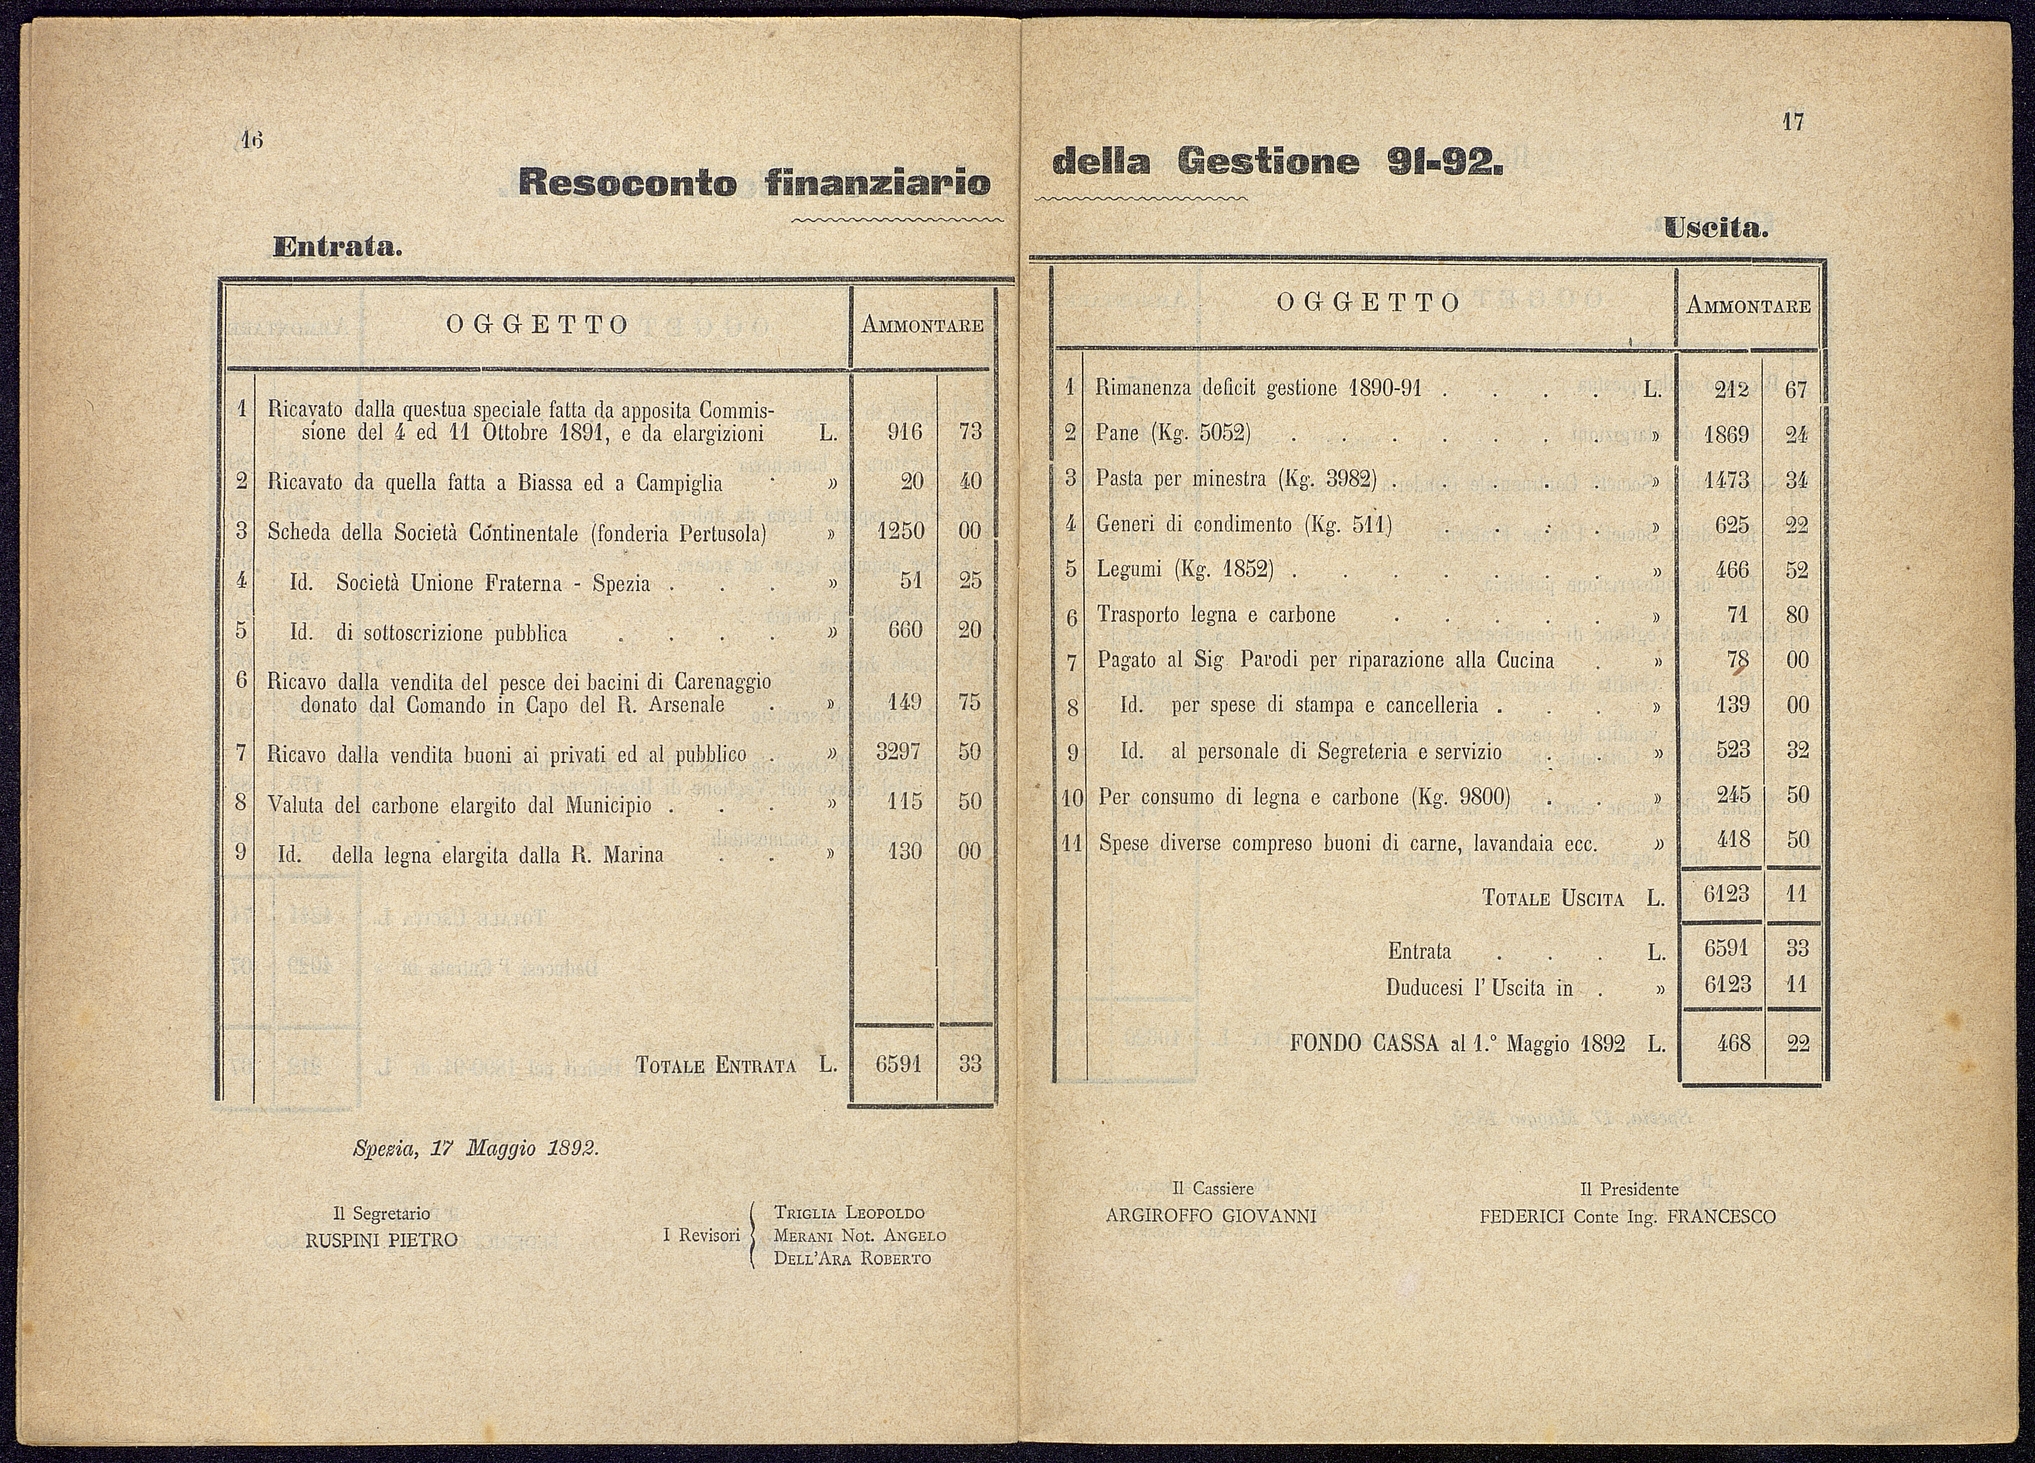 16
Resoconto finanziario
Entrata.
OGGETTO AMMONTARE
1 Ricavato dalla questua speciale fatta da apposita Commis-
sione del 4 ed 11 Ottobre 1891, e da elargizioni L. 916 73
2 Ricavato da quella fatta a Biassa ed a Campiglia » 20 40
3 Scheda della Società Continentale (fonderia Pertusola) » 1250 00
4 Id. Società Unione Fraterna - Spezia . . . » 51 25
5 Id. di sottoscrizione pubblica . . . . » 660 20
6 Ricavo dalla vendita del pesce dei bacini di Carenaggio
donato dal Comando in Capo del R. Arsenale . » 149 75
7 Ricavo dalla vendita buoni ai privati ed al pubblico . » 3297 50
8 Valuta del carbone elargito dal Municipio . . . » 115 50
9 Id. della legna elargita dalla R. Marina . . » 130 00
TOTALE ENTRATA L. 6591 33
Spezia, 17 Maggio 1892.
Il Segretario
RUSPINI PIETRO
I Revisori
TRIGLIA LEOPOLDO
MERANI NOT. ANGELO
DELL'ARA ROBERTO
17
della Gestione 91-92.
Uscita.
OGGETTO AMMONTARE
1 Rimanenza deficit gestione 1890-91 . . . . L. 212 67
2 Pane (Kg. 5052) . . . . . . » 1869 24
3 Pasta per minestra (Kg. 3982) . . . . . » 1473 34
4 Generi di condimento (Kg. 511) . . . . » 625 22
5 Legumi (Kg. 1852) . . . . . . . » 466 52
6 Trasporto legna e carbone . . . . . » 71 80
7 Pagato al Sig. Parodi per riparazione alla Cucina . » 78 00
8 Id. per spese di stampa e cancelleria . . . » 139 00
9 Id. al personale di Segreteria e servizio . . » 523 32
10 Per consumo di legna e carbone (Kg. 9800) . . » 245 50
11 Spese diverse compreso buoni di carne, lavandaia ecc. » 418 50
TOTALE USCITA L. 6123 11
Entrata . . . L. 6591 33
Duducesi l' Uscita in . » 6123 11
FONDO CASSA al 1.° Maggio 1892 L. 468 22
Il Cassiere
ARGIROFFO GIOVANNI
Il Presidente
FEDERICI Conte Ing. FRANCESCO